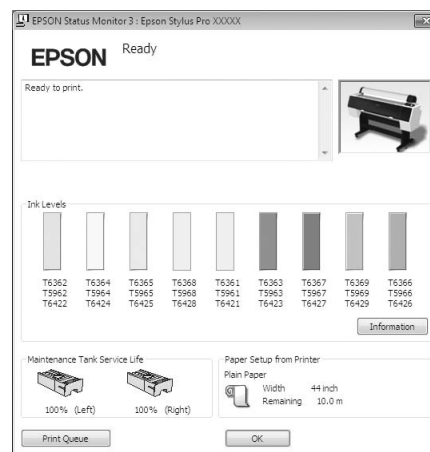 EPSON Status Monitor 3 : Epson Stylus Pro XXXXX
EPSON
Ready
Ready to print.
Ink Levels
T6362 T6364 T6365 T6368 T6361 T6363 T6367 T6369 T6366
T5962 T5964 T5965 T5968 T5961 T5963 T5967 T5969 T5966
T6422 T6424 T6425 T6428 T6421 T6423 T6427 T6429 T6426
Information
Maintenance Tank Service Life
100% (Left) 100% (Right)
Paper Setup from Printer
Plain Paper
Width 44 inch
Remaining 10.0 m
Print Queue
OK